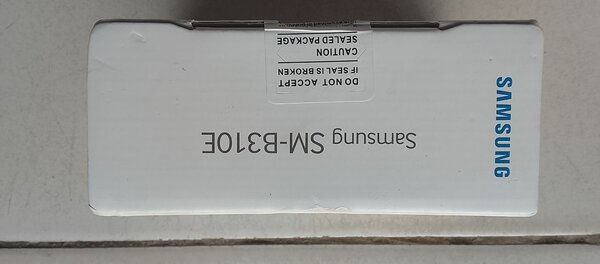 DO NOT ACCEPT
IF SEAL IS BROKEN
CAUTION
SEALED PACKAGE
Samsung SM-B310E
SAMSUNG